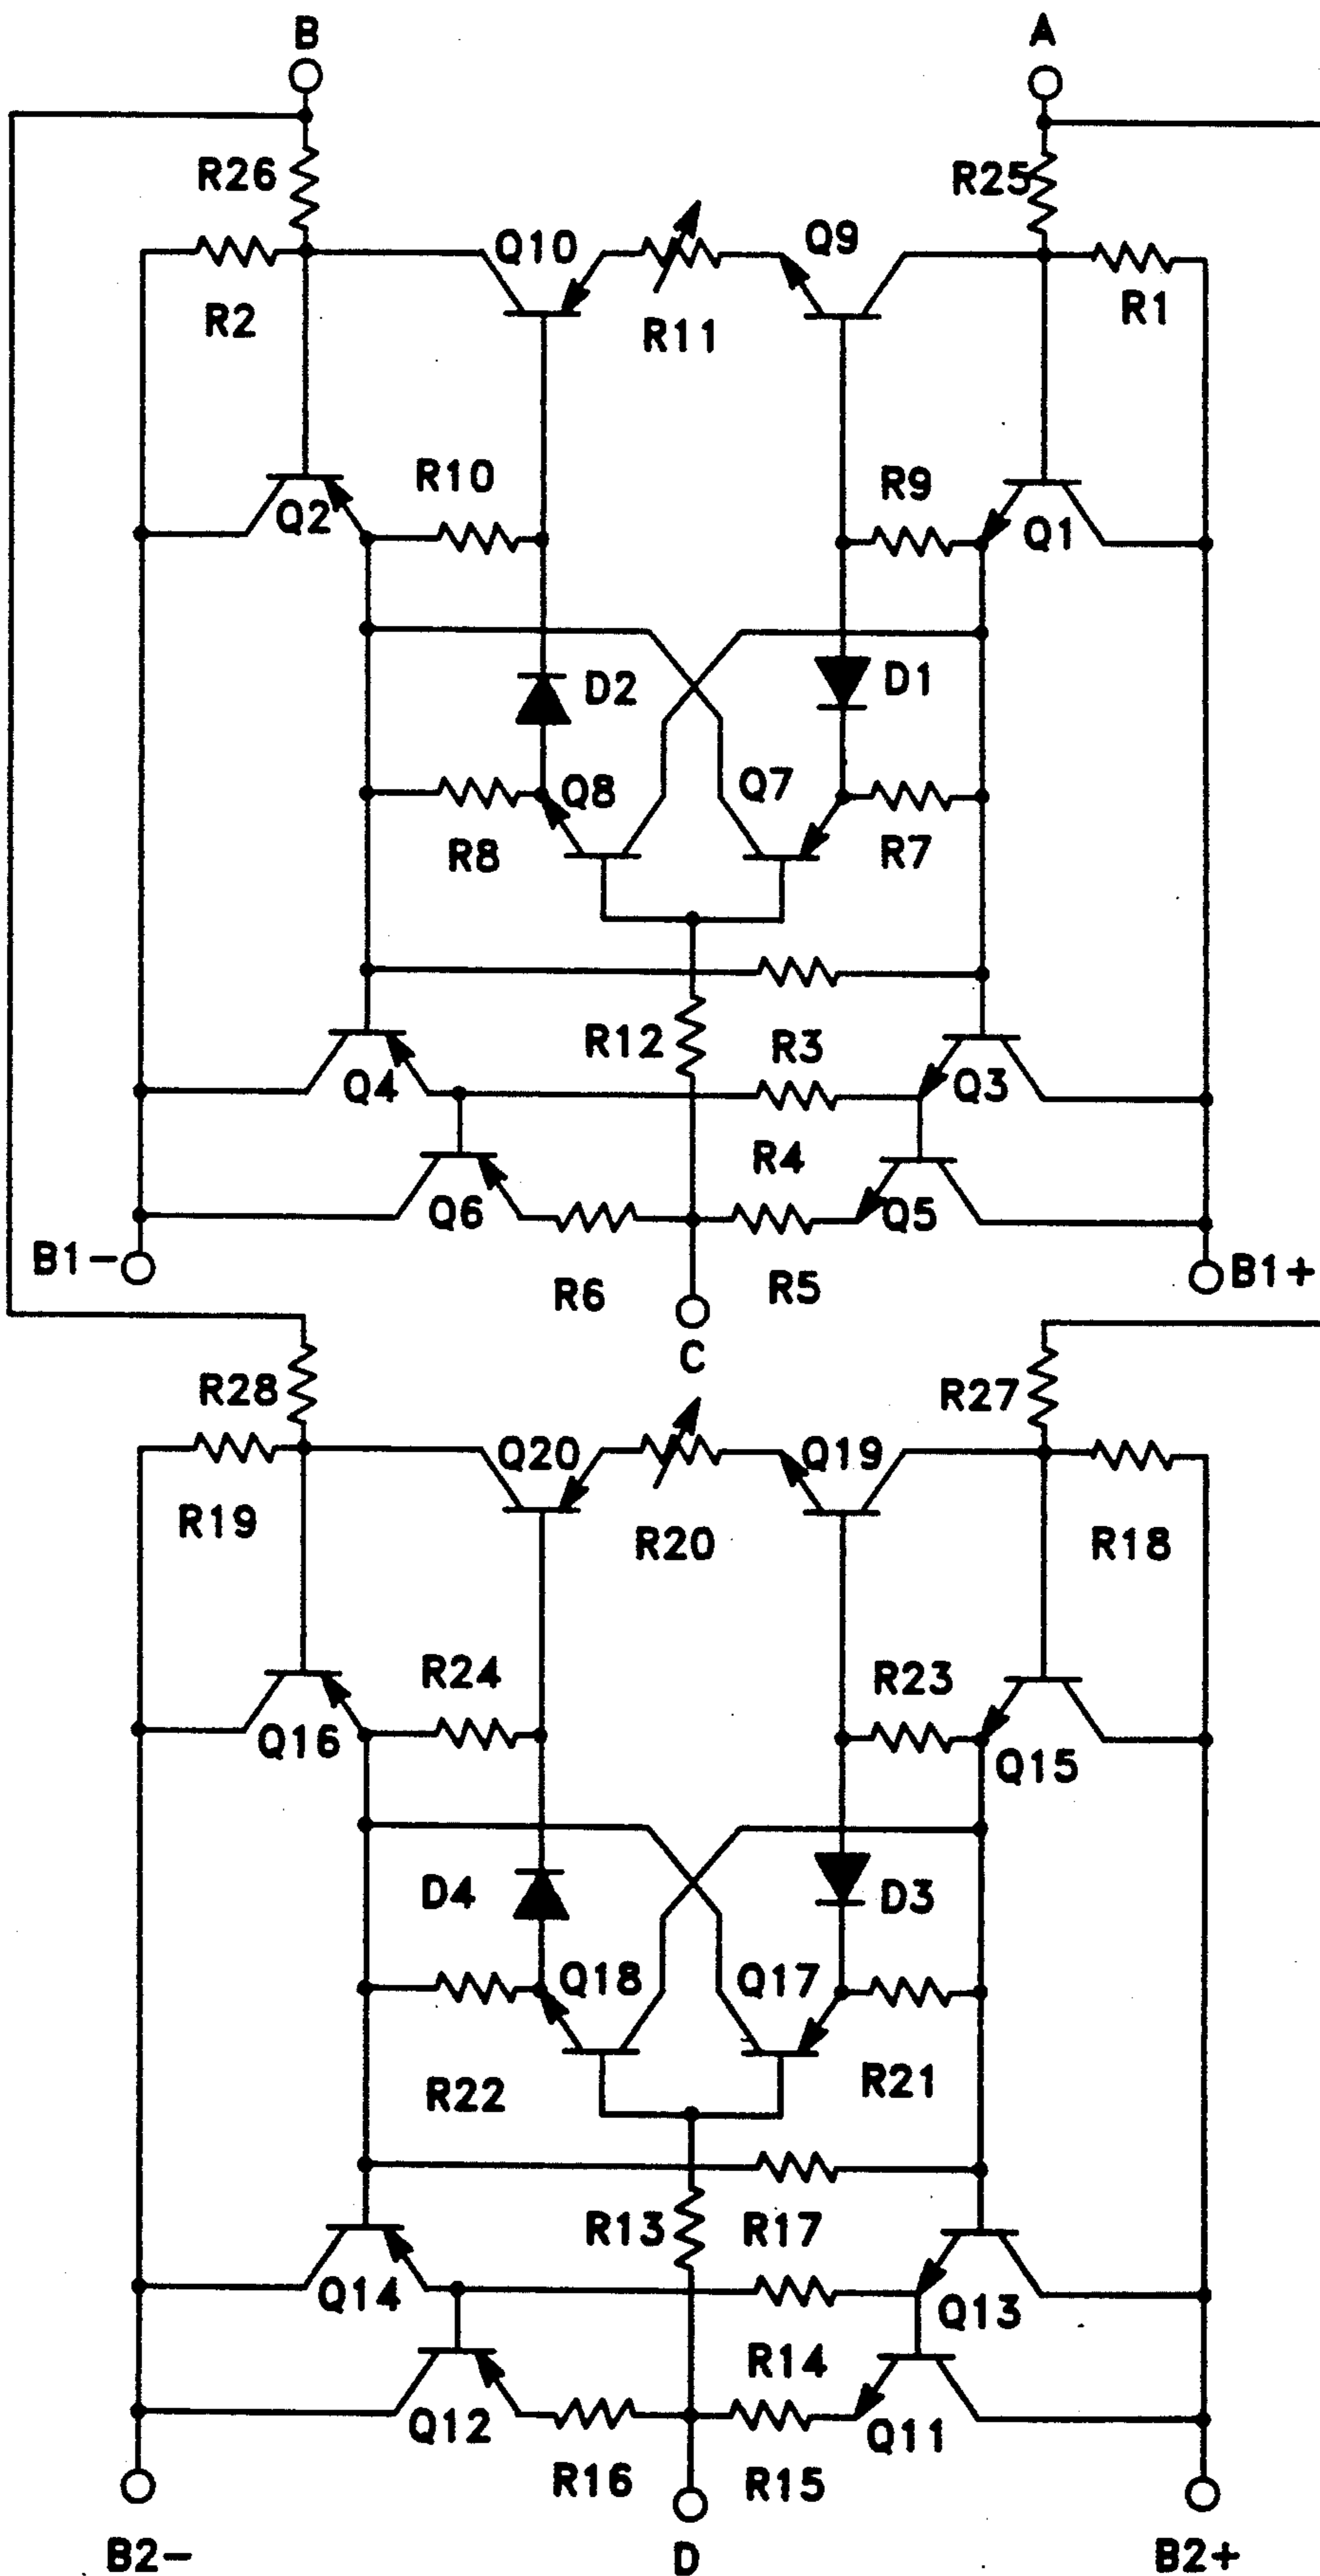 B
A
R26
R25
Q10
Q9
R2
R11
R1
R10
R9
Q2
Q1
D2
D1
Q8
Q7
R8
R7
R12
R3
Q4
Q3
R4
Q6
Q5
B1-
B1+
R6
R5
C
R28
R27
Q20
Q19
R19
R20
R18
R24
R23
Q16
Q15
D4
D3
Q18
Q17
R22
R21
R13
R17
Q14
Q13
R14
Q12
Q11
R16
R15
B2-
D
B2+